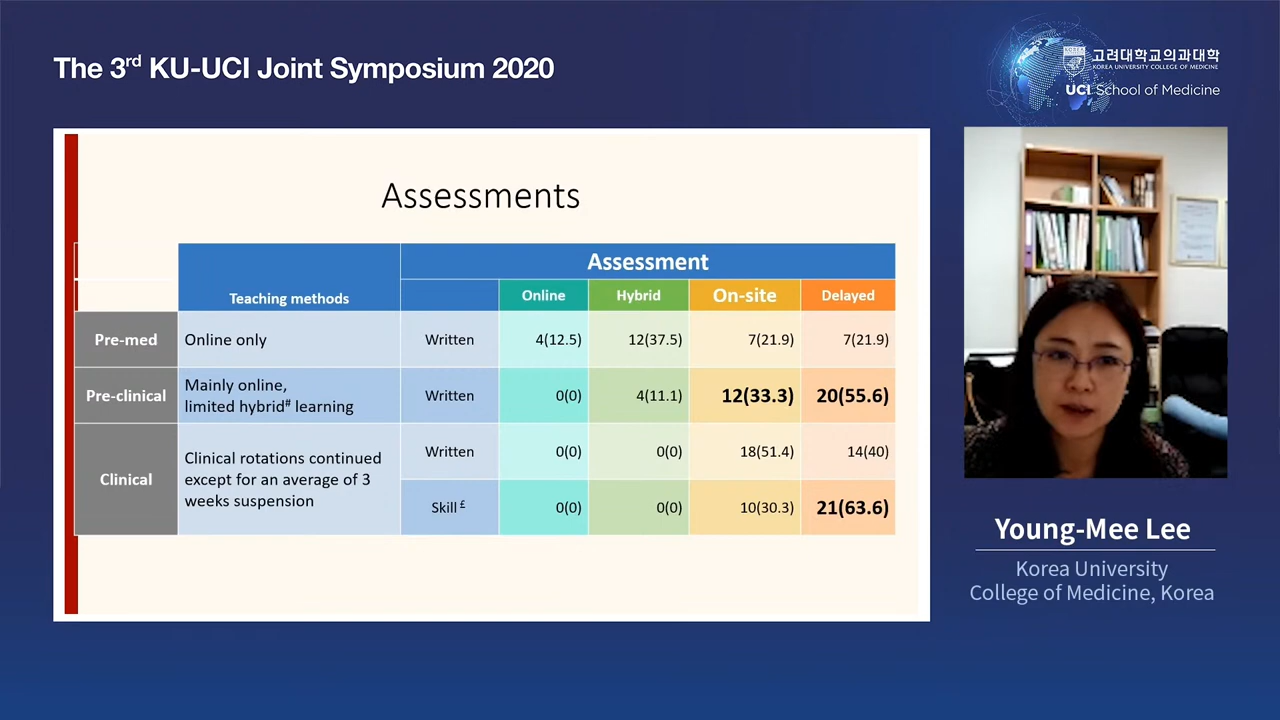 The 3rd KU-UCI Joint Symposium 2020
고려대학교의과대학
KOREA UNIVERSITY COLLEGE OF MEDICINE
UCI School of Medicine
Assessments
Teaching methods
Assessment
Online Hybrid On-site Delayed
Pre-med Online only Written 4(12.5) 12(37.5) 7(21.9) 7(21.9)
Pre-clinical Mainly online,
limited hybrid# learning Written 0(0) 4(11.1) 12(33.3) 20(55.6)
Clinical Clinical rotations continued
except for an average of 3
weeks suspension
Written 0(0) 0(0) 18(51.4) 14(40)
Skill£ 0(0) 0(0) 10(30.3) 21(63.6)
Young-Mee Lee
Korea University
College of Medicine, Korea